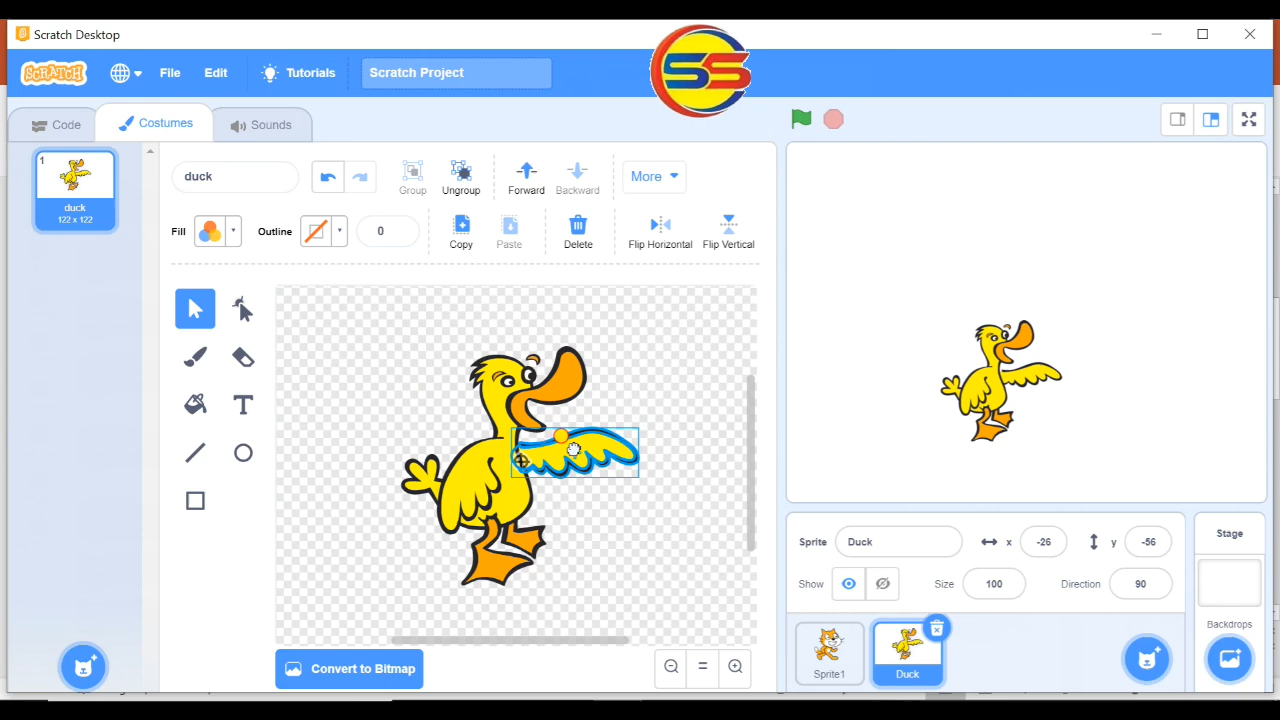 Scratch Desktop
SCRATCH File Edit Tutorials Scratch Project SS
Code Costumes Sounds
1
duck
122 x 122
duck Group Ungroup Forward Backward More
Fill Outline 0 Copy Paste Delete Flip Horizontal Flip Vertical
T
Convert to Bitmap
=
Sprite Duck x -26 y -56
Show Size 100 Direction 90
Sprite1
Duck
Stage
Backdrops